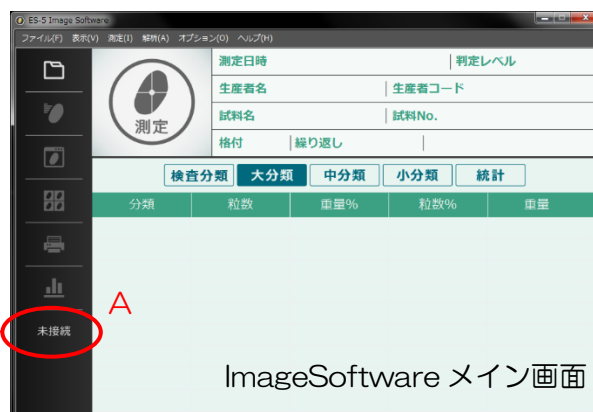 ES-5 Image Software
ファイル(F) 表示(V) 測定(I) 解析(A) オプション(O) ヘルプ(H)
測定
測定日時 判定レベル
生産者名 生産者コード
試料名 試料No.
格付 繰り返し
検査分類 大分類 中分類 小分類 統計
分類 粒数 重量% 粒数% 重量
A
未接続
ImageSoftware メイン画面